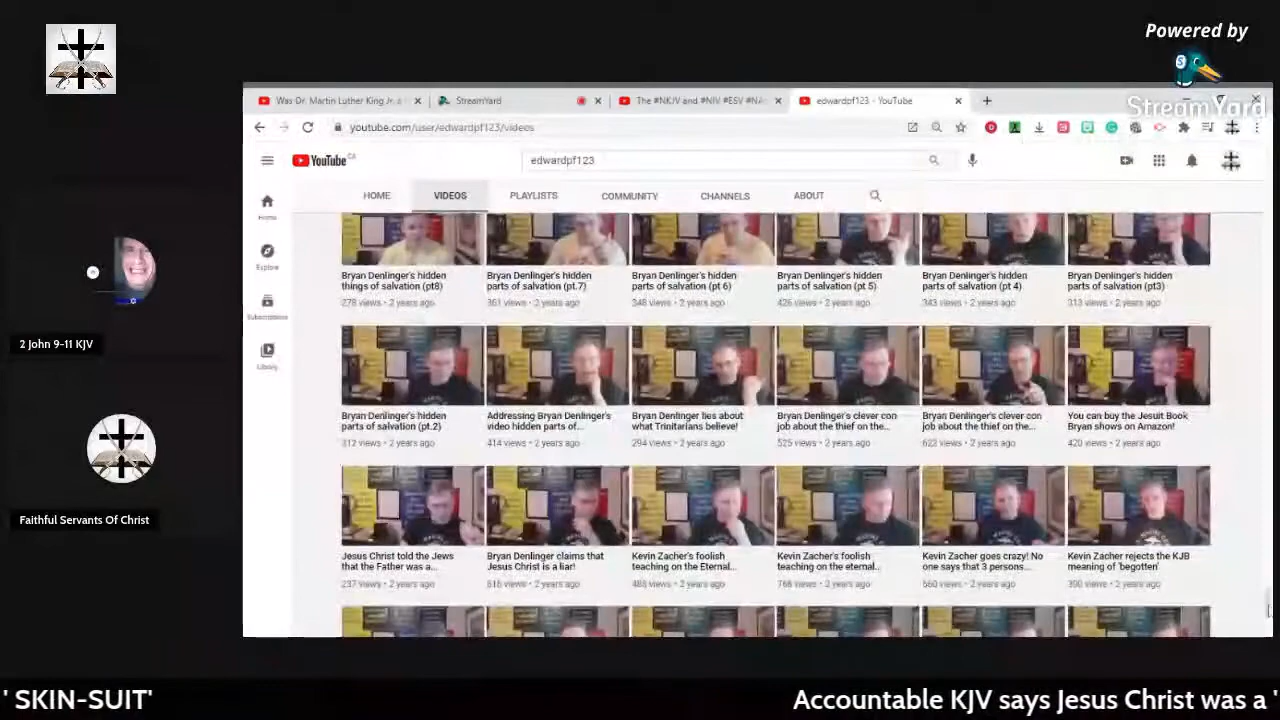 Powered by
StreamYard
Was Dr. Martin Luther King Jr. a
StreamYard
The #NKJV and #NIV #ESV #NA
edwardpf123 - YouTube
youtube.com/user/edwardpf123/videos
YouTube CA
edwardpf123
HOME VIDEOS PLAYLISTS COMMUNITY CHANNELS ABOUT
Home
Explore
Subscriptions
Library
Bryan Denlinger's hidden
things of salvation (pt8)
278 views • 2 years ago
Bryan Denlinger's hidden
parts of salvation (pt.7)
361 views • 2 years ago
Bryan Denlinger's hidden
parts of salvation (pt 6)
348 views • 2 years ago
Bryan Denlinger's hidden
parts of salvation (pt 5)
426 views • 2 years ago
Bryan Denlinger's hidden
parts of salvation (pt 4)
343 views • 2 years ago
Bryan Denlinger's hidden
parts of salvation (pt3)
313 views • 2 years ago
Bryan Denlinger's hidden
parts of salvation (pt.2)
312 views • 2 years ago
Addressing Bryan Denlinger's
video hidden parts of...
414 views • 2 years ago
Bryan Denlinger lies about
what Trinitarians believe!
294 views • 2 years ago
Bryan Denlinger's clever con
job about the thief on the...
525 views • 2 years ago
Bryan Denlinger's clever con
job about the thief on the...
623 views • 2 years ago
You can buy the Jesuit Book
Bryan shows on Amazon!
420 views • 2 years ago
Jesus Christ told the Jews
that the Father was a...
237 views • 2 years ago
Bryan Denlinger claims that
Jesus Christ is a liar!
616 views • 2 years ago
Kevin Zacher's foolish
teaching on the Eternal...
488 views • 2 years ago
Kevin Zacher's foolish
teaching on the eternal...
766 views • 2 years ago
Kevin Zacher goes crazy! No
one says that 3 persons...
560 views • 2 years ago
Kevin Zacher rejects the KJB
meaning of 'begotten'
390 views • 2 years ago
2 John 9-11 KJV
Faithful Servants Of Christ
' SKIN-SUIT'
Accountable KJV says Jesus Christ was a '